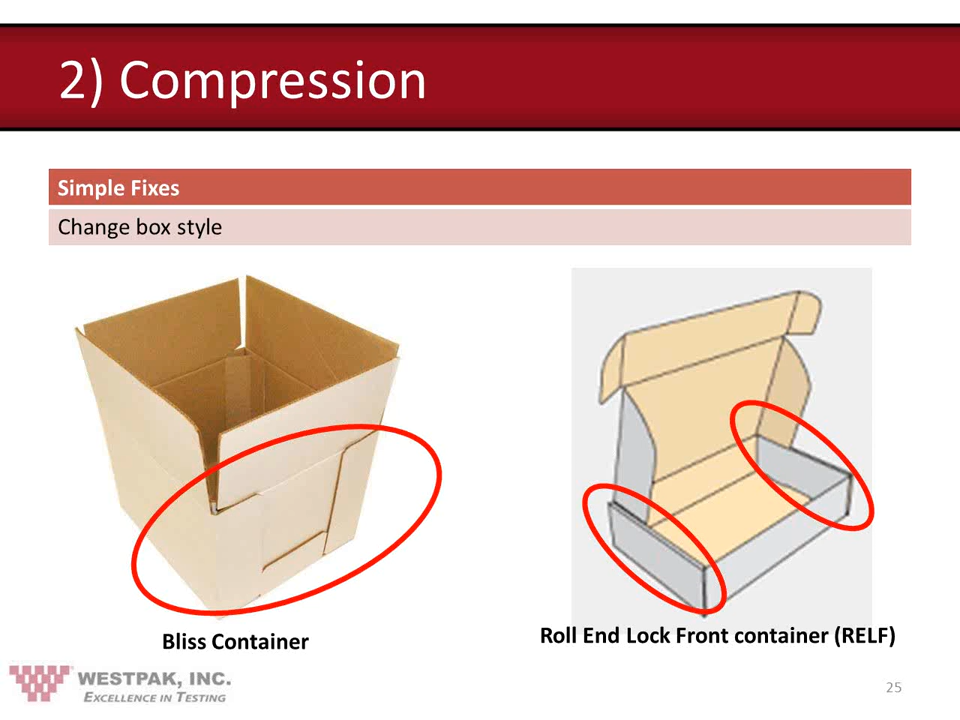 2) Compression
Simple Fixes
Change box style
Bliss Container
Roll End Lock Front container (RELF)
WESTPAK, INC.
EXCELLENCE IN TESTING
25